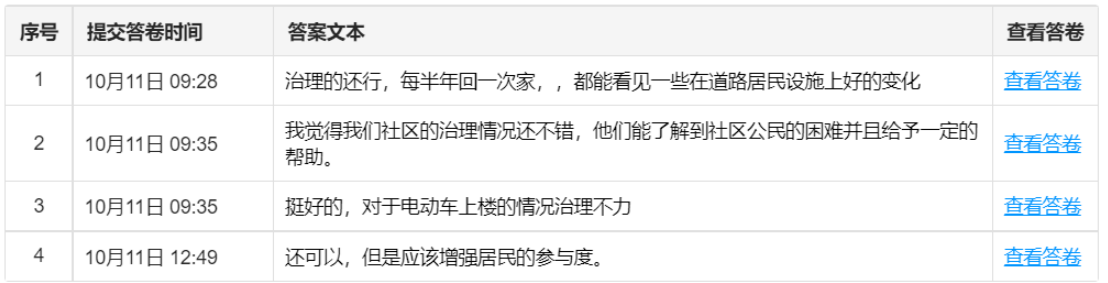 序号 提交答卷时间 答案文本 查看答卷
1 10月11日 09:28 治理的还行，每半年回一次家，，都能看见一些在道路居民设施上好的变化 查看答卷
2 10月11日 09:35 我觉得我们社区的治理情况还不错，他们能了解到社区公民的困难并且给予一定的 查看答卷
帮助。
3 10月11日 09:35 挺好的，对于电动车上楼的情况治理不力 查看答卷
4 10月11日 12:49 还可以，但是应该增强居民的参与度。 查看答卷